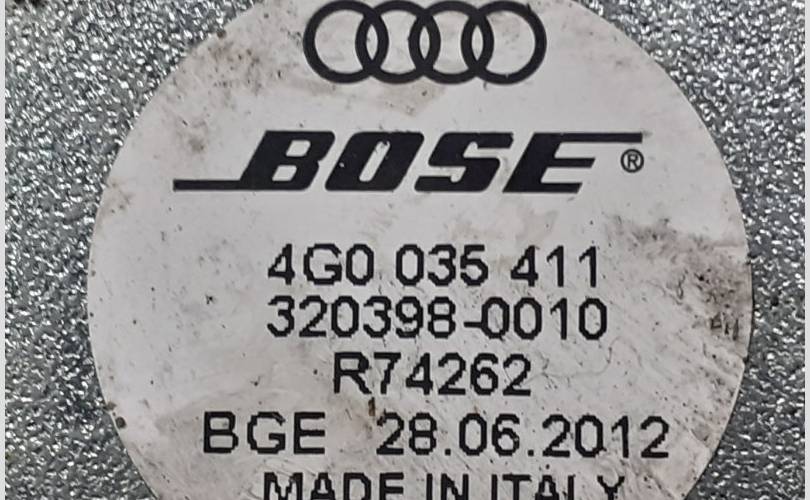 BOSE®
4G0 035 411
320398-0010
R74262
BGE 28.06.2012
MADE IN ITALY